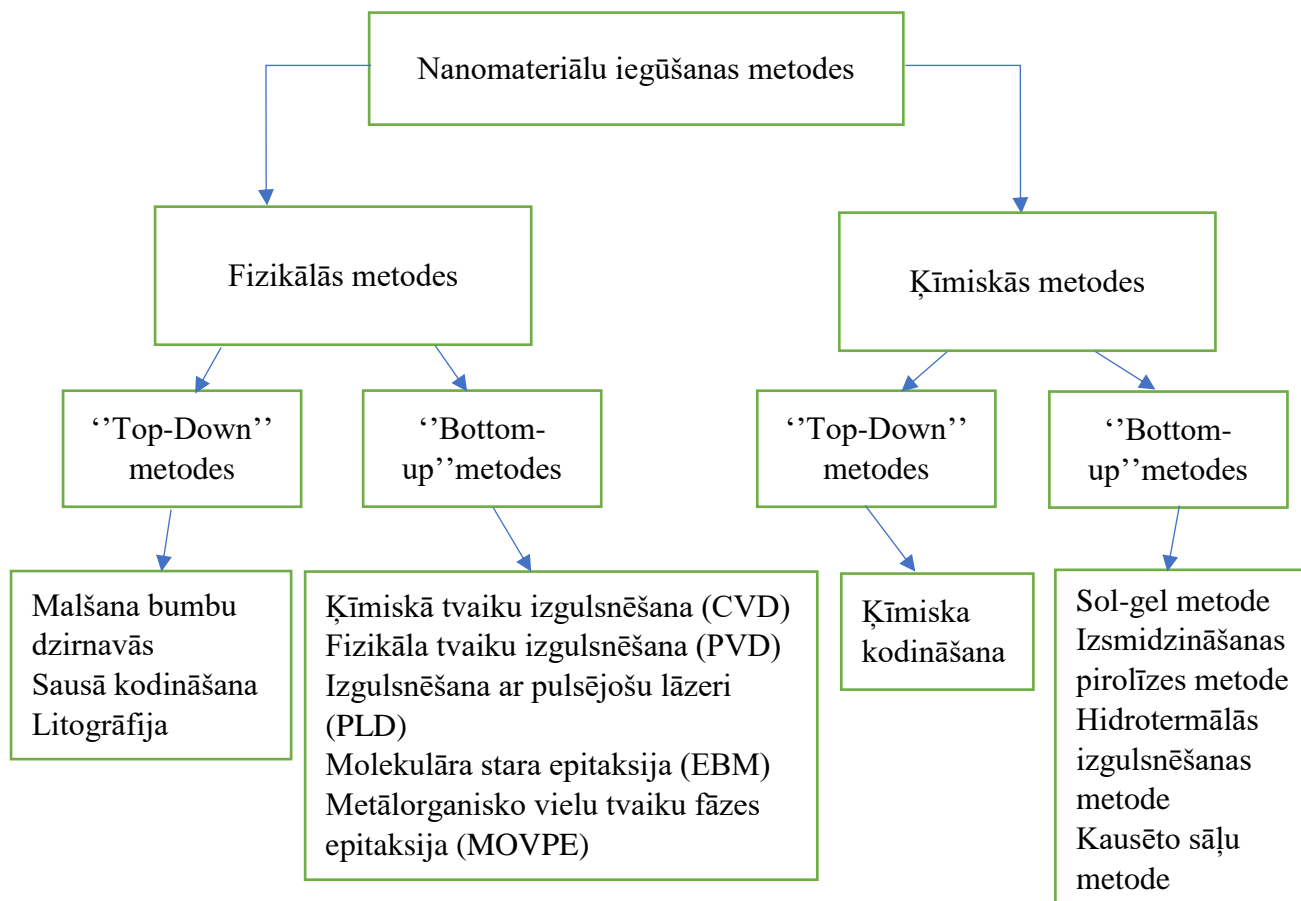 Nanomateriālu iegūšanas metodes
Fizikālās metodes
Ķīmiskās metodes
‘’Top-Down’’
metodes
‘’Bottom-
up’’metodes
‘’Top-Down’’
metodes
‘’Bottom-
up’’metodes
Malšana bumbu
dzirnavās
Sausā kodināšana
Litogrāfija
Ķīmiskā tvaiku izgulsnēšana (CVD)
Fizikāla tvaiku izgulsnēšana (PVD)
Izgulsnēšana ar pulsējošu lāzeri
(PLD)
Molekulāra stara epitaksija (EBM)
Metālorganisko vielu tvaiku fāzes
epitaksija (MOVPE)
Ķīmiska
kodināšana
Sol-gel metode
Izsmidzināšanas
pirolīzes metode
Hidrotermālās
izgulsnēšanas
metode
Kausēto sāļu
metode